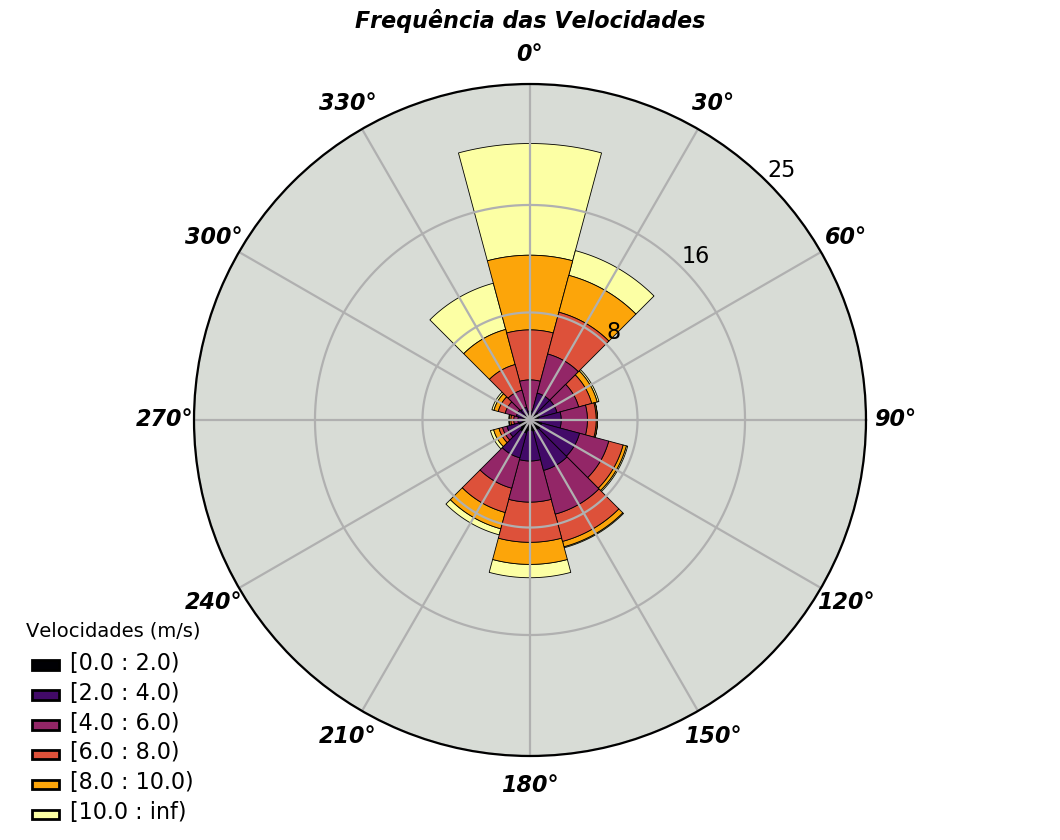 Frequência das Velocidades
0°
330°
30°
25
300°
60°
16
8
270°
90°
240°
120°
210°
150°
180°
Velocidades (m/s)
[0.0 : 2.0)
[2.0 : 4.0)
[4.0 : 6.0)
[6.0 : 8.0)
[8.0 : 10.0)
[10.0 : inf)